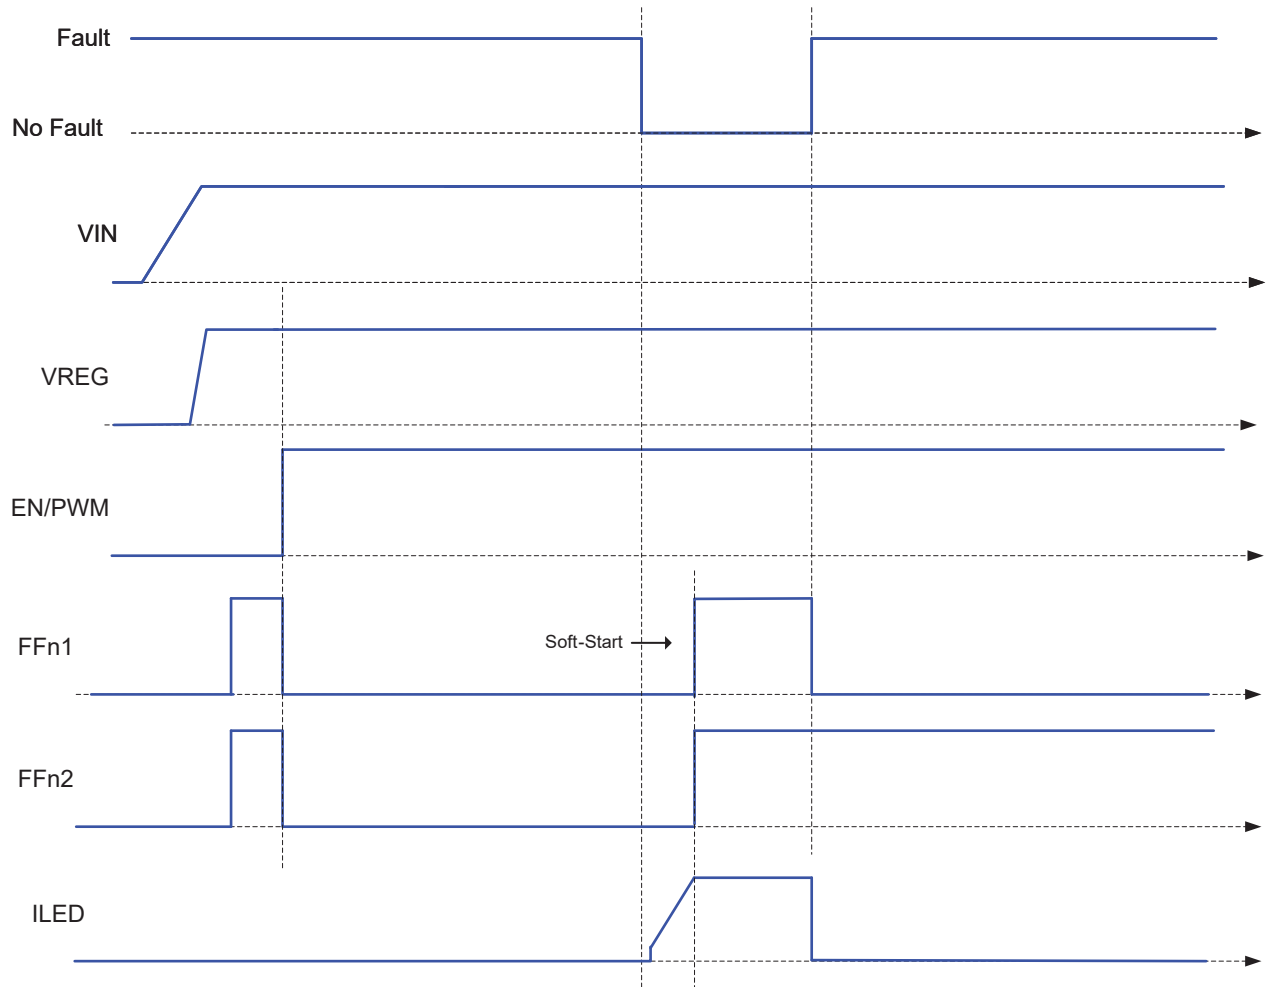 Fault
No Fault
VIN
VREG
EN/PWM
FFn1
Soft-Start
FFn2
ILED